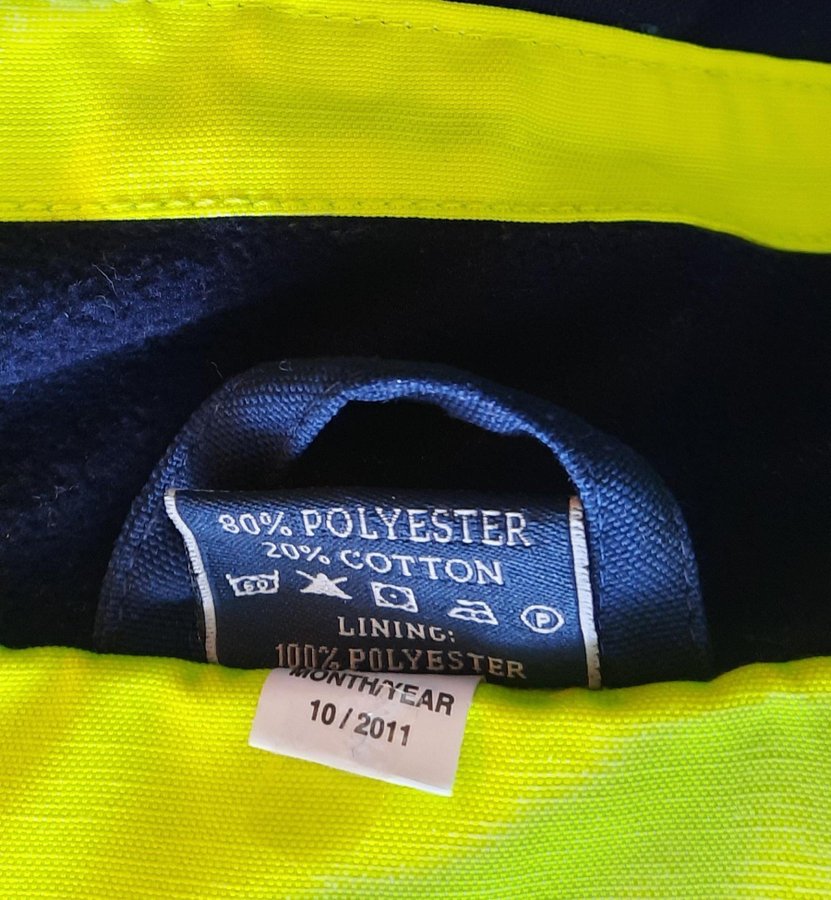 80% POLYESTER
20% COTTON
60
P
LINING:
100% POLYESTER
MONTH/YEAR
10 / 2011